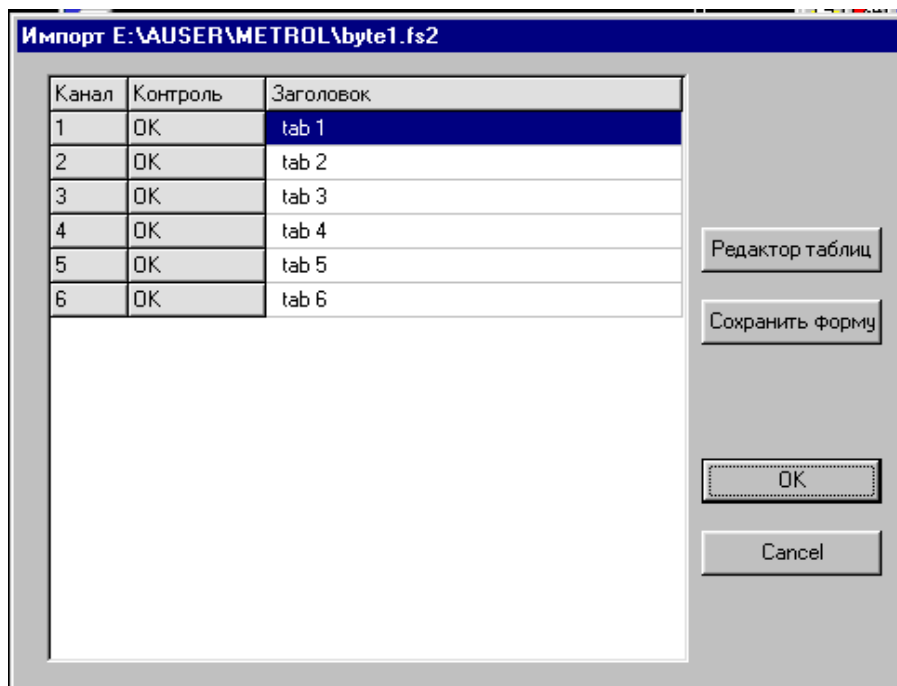 Импорт E:\AUSER\METROL\byte1.fs2
Канал Контроль Заголовок
1 OK tab 1
2 OK tab 2
3 OK tab 3
4 OK tab 4
5 OK tab 5
6 OK tab 6
Редактор таблиц
Сохранить форму
OK
Cancel